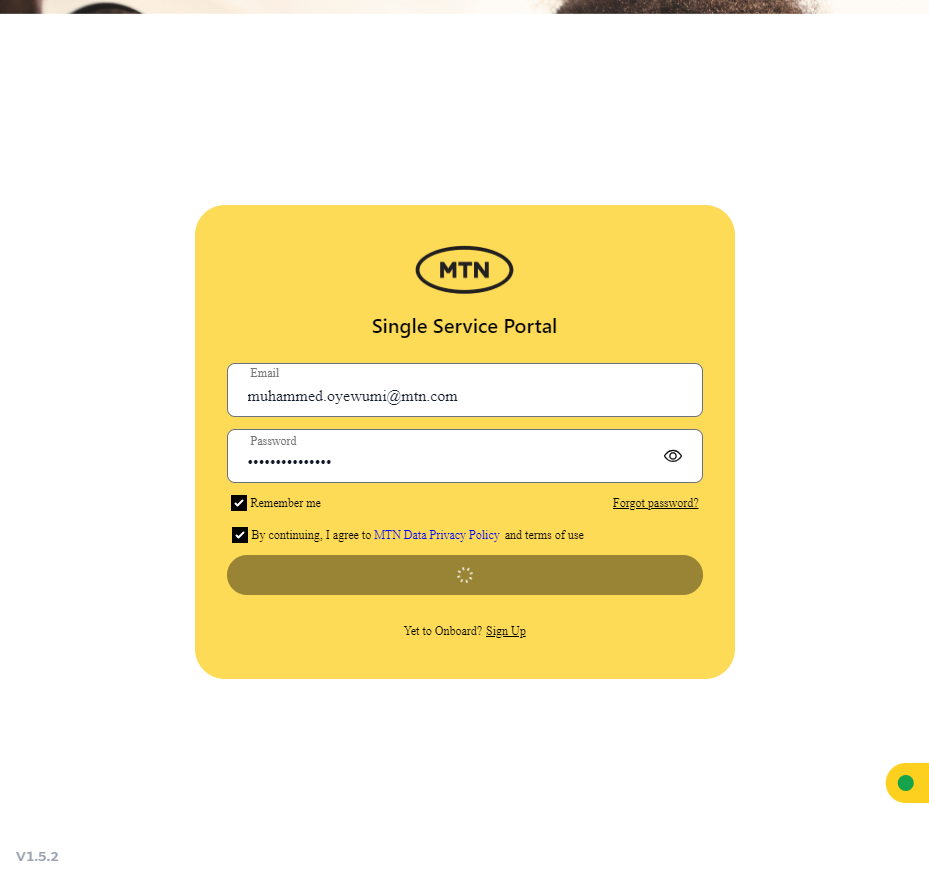 MTN
Single Service Portal
Email
muhammed.oyewumi@mtn.com
Password
•••••••••••••••
Remember me Forgot password?
By continuing, I agree to MTN Data Privacy Policy and terms of use
Yet to Onboard? Sign Up
V1.5.2